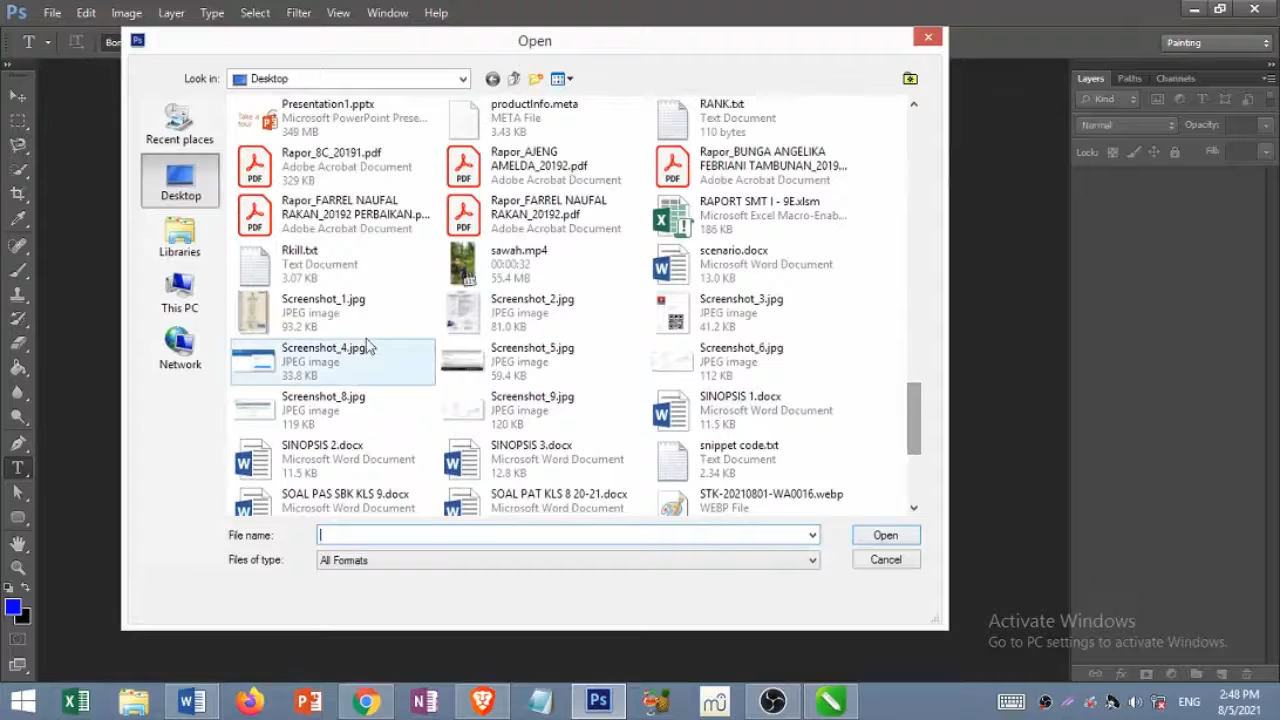 Ps File Edit Image Layer Type Select Filter View Window Help
Open
Painting
Look in: Desktop
Layers Paths Channels
Kind
Normal Opacity:
Lock: Fill:
Recent places
Desktop
Libraries
This PC
Network
Presentation1.pptx
Microsoft PowerPoint Prese...
349 MB
productInfo.meta
META File
3.43 KB
RANK.txt
Text Document
110 bytes
Rapor_8C_20191.pdf
Adobe Acrobat Document
329 KB
Rapor_AJENG
AMELDA_20192.pdf
Adobe Acrobat Document
Rapor_BUNGA ANGELIKA
FEBRIANI TAMBUNAN_2019...
Adobe Acrobat Document
Rapor_FARREL NAUFAL
RAKAN_20192 PERBAIKAN.p...
Adobe Acrobat Document
Rapor_FARREL NAUFAL
RAKAN_20192.pdf
Adobe Acrobat Document
RAPORT SMT I - 9E.xlsm
Microsoft Excel Macro-Enab...
186 KB
Rkill.txt
Text Document
3.07 KB
sawah.mp4
00:00:32
55.4 MB
scenario.docx
Microsoft Word Document
13.0 KB
Screenshot_1.jpg
JPEG image
93.2 KB
Screenshot_2.jpg
JPEG image
81.0 KB
Screenshot_3.jpg
JPEG image
41.2 KB
Screenshot_4.jpg
JPEG image
33.8 KB
Screenshot_5.jpg
JPEG image
59.4 KB
Screenshot_6.jpg
JPEG image
112 KB
Screenshot_8.jpg
JPEG image
119 KB
Screenshot_9.jpg
JPEG image
120 KB
SINOPSIS 1.docx
Microsoft Word Document
11.5 KB
SINOPSIS 2.docx
Microsoft Word Document
11.5 KB
SINOPSIS 3.docx
Microsoft Word Document
12.8 KB
snippet code.txt
Text Document
2.34 KB
SOAL PAS SBK KLS 9.docx
Microsoft Word Document
SOAL PAT KLS 8 20-21.docx
Microsoft Word Document
STK-20210801-WA0016.webp
WEBP File
File name: Open
Files of type: All Formats Cancel
Activate Windows
Go to PC settings to activate Windows.
ENG
2:48 PM
8/5/2021